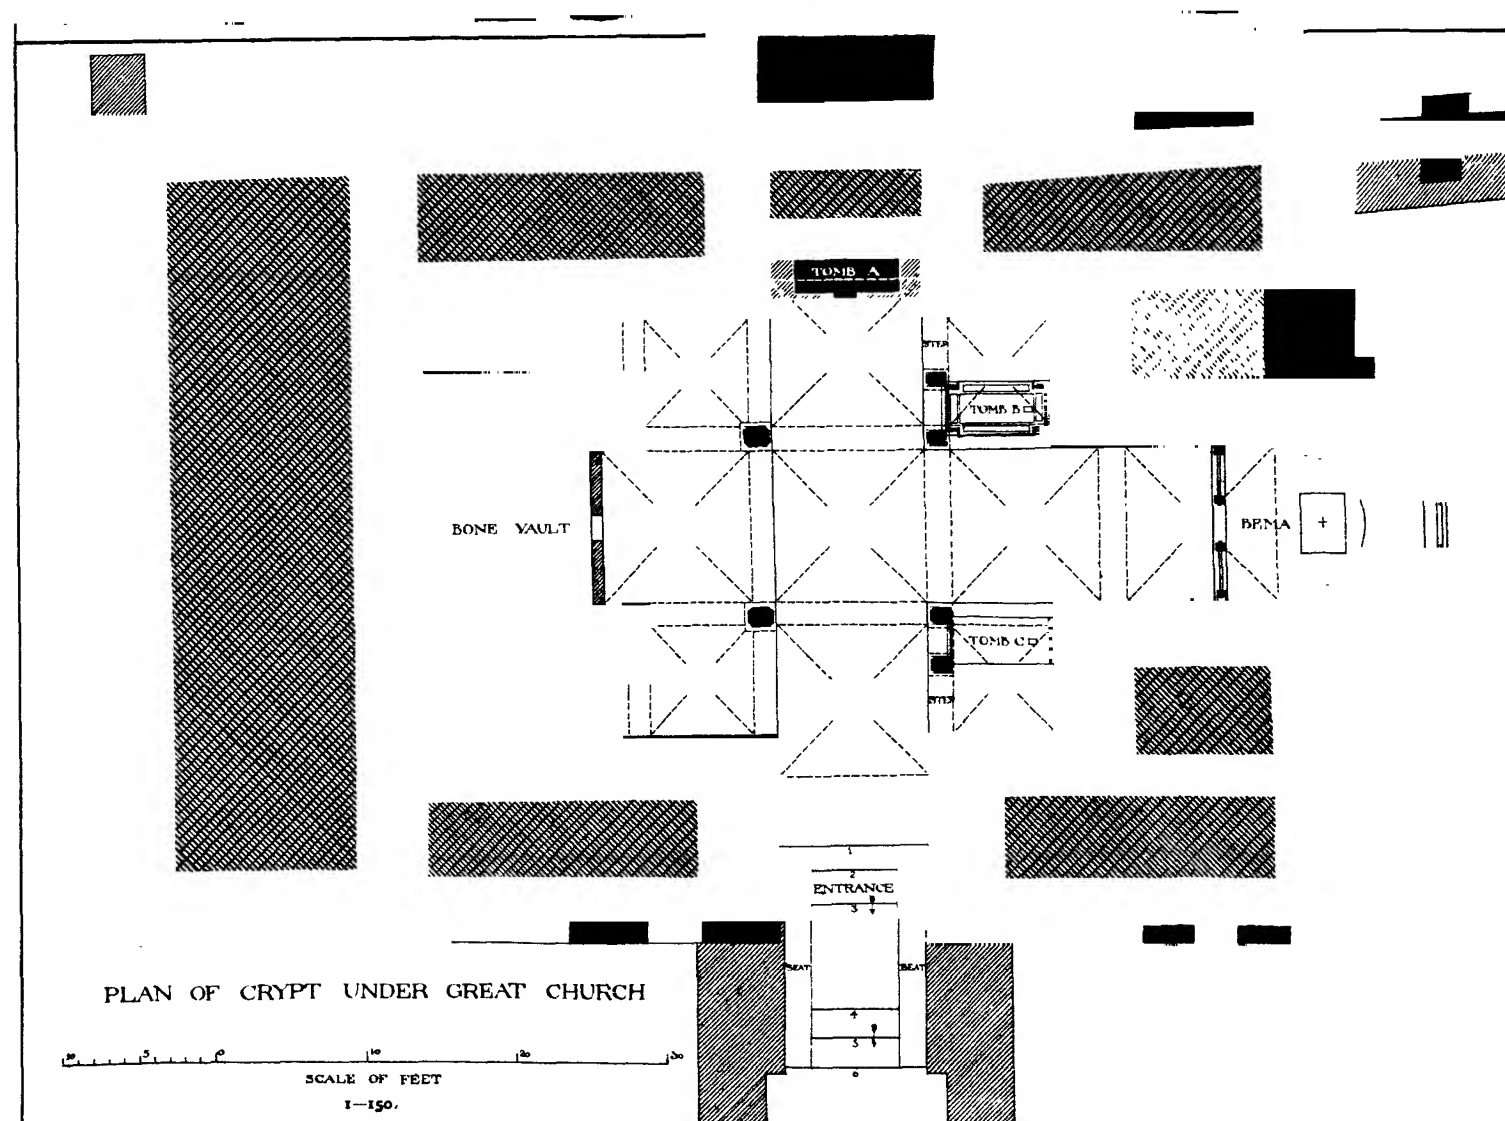 TOMB A
STEP
TOMB B
BONE VAULT
BEMA
TOMB C
STEP
1
2
ENTRANCE
3
SEAT
SEAT
4
5
6
PLAN OF CRYPT UNDER GREAT CHURCH
10 5 0 10 20 30
SCALE OF FEET
1—150.